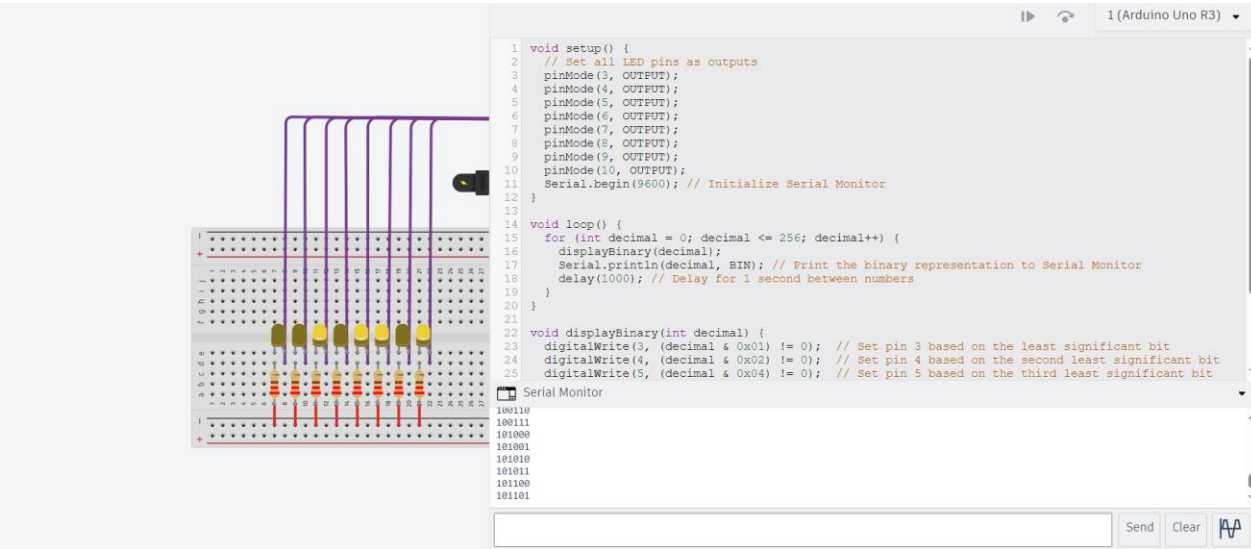 1 (Arduino Uno R3)
1 void setup() {
2 // Set all LED pins as outputs
3 pinMode(3, OUTPUT);
4 pinMode(4, OUTPUT);
5 pinMode(5, OUTPUT);
6 pinMode(6, OUTPUT);
7 pinMode(7, OUTPUT);
8 pinMode(8, OUTPUT);
9 pinMode(9, OUTPUT);
10 pinMode(10, OUTPUT);
11 Serial.begin(9600); // Initialize Serial Monitor
12 }
13
14 void loop() {
15 for (int decimal = 0; decimal <= 256; decimal++) {
16 displayBinary(decimal);
17 Serial.println(decimal, BIN); // Print the binary representation to Serial Monitor
18 delay(1000); // Delay for 1 second between numbers
19 }
20 }
21
22 void displayBinary(int decimal) {
23 digitalWrite(3, (decimal & 0x01) != 0); // Set pin 3 based on the least significant bit
24 digitalWrite(4, (decimal & 0x02) != 0); // Set pin 4 based on the second least significant bit
25 digitalWrite(5, (decimal & 0x04) != 0); // Set pin 5 based on the third least significant bit
Serial Monitor
100110
100111
101000
101001
101010
101011
101100
101101
Send Clear